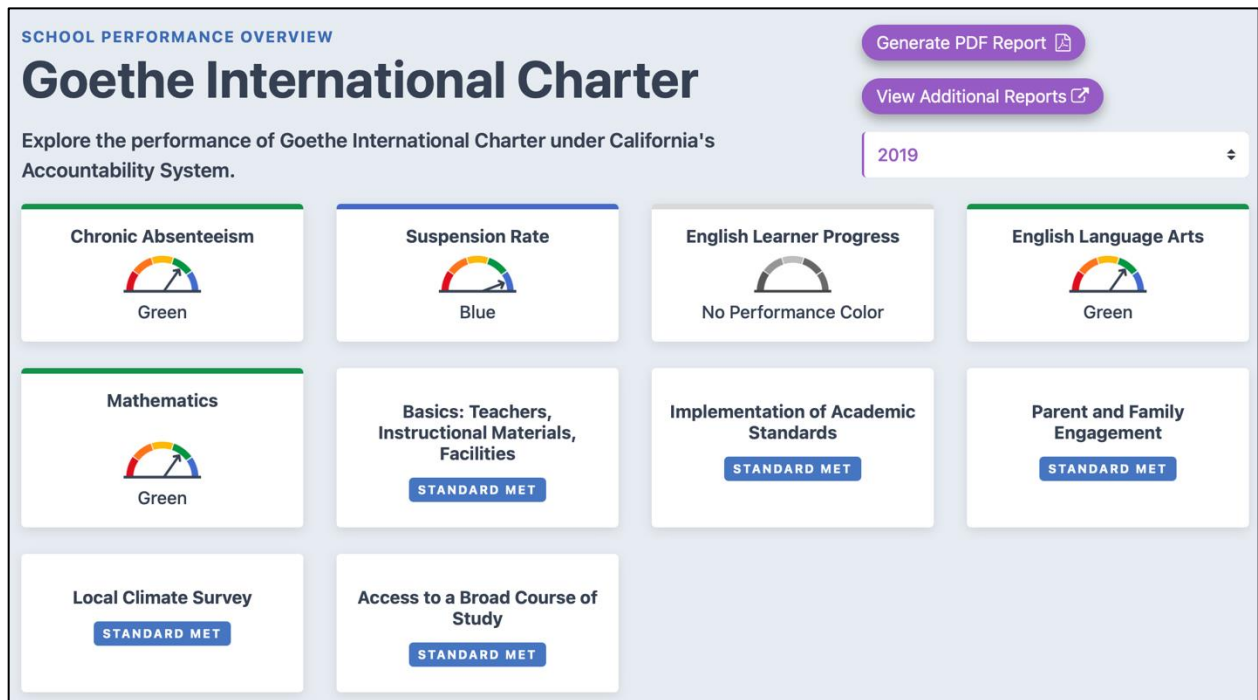 SCHOOL PERFORMANCE OVERVIEW
Goethe International Charter
Explore the performance of Goethe International Charter under California's
Accountability System.
Generate PDF Report
View Additional Reports
2019
Chronic Absenteeism
Green
Suspension Rate
Blue
English Learner Progress
No Performance Color
English Language Arts
Green
Mathematics
Green
Basics: Teachers,
Instructional Materials,
Facilities
STANDARD MET
Implementation of Academic
Standards
STANDARD MET
Parent and Family
Engagement
STANDARD MET
Local Climate Survey
STANDARD MET
Access to a Broad Course of
Study
STANDARD MET